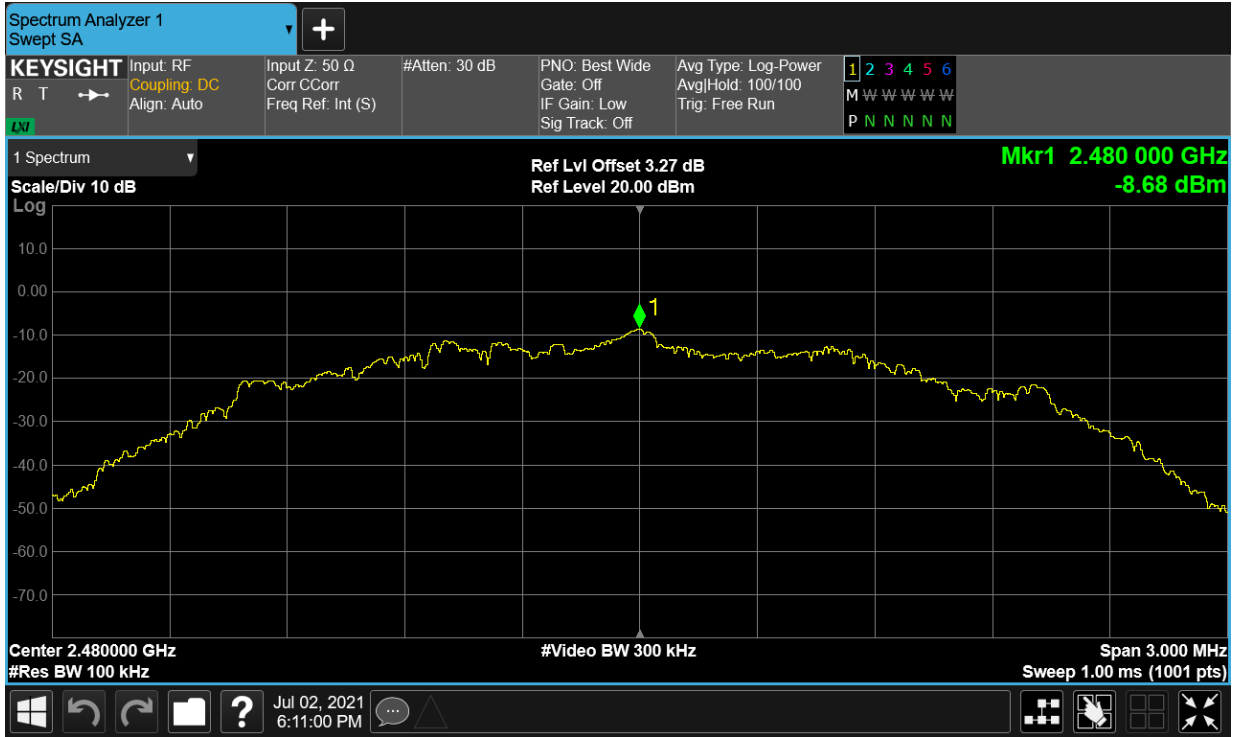 Spectrum Analyzer 1
Swept SA
+
KEYSIGHT
R T
LXI
Input: RF
Coupling: DC
Align: Auto
Input Z: 50 Ω
Corr CCorr
Freq Ref: Int (S)
#Atten: 30 dB
PNO: Best Wide
Gate: Off
IF Gain: Low
Sig Track: Off
Avg Type: Log-Power
Avg|Hold: 100/100
Trig: Free Run
1 2 3 4 5 6
M W W W W W
P N N N N N
1 Spectrum
Scale/Div 10 dB
Log
Ref Lvl Offset 3.27 dB
Ref Level 20.00 dBm
Mkr1 2.480 000 GHz
-8.68 dBm
10.0
0.00
-10.0
-20.0
-30.0
-40.0
-50.0
-60.0
-70.0
1
Center 2.480000 GHz
#Res BW 100 kHz
#Video BW 300 kHz
Span 3.000 MHz
Sweep 1.00 ms (1001 pts)
?
Jul 02, 2021
6:11:00 PM